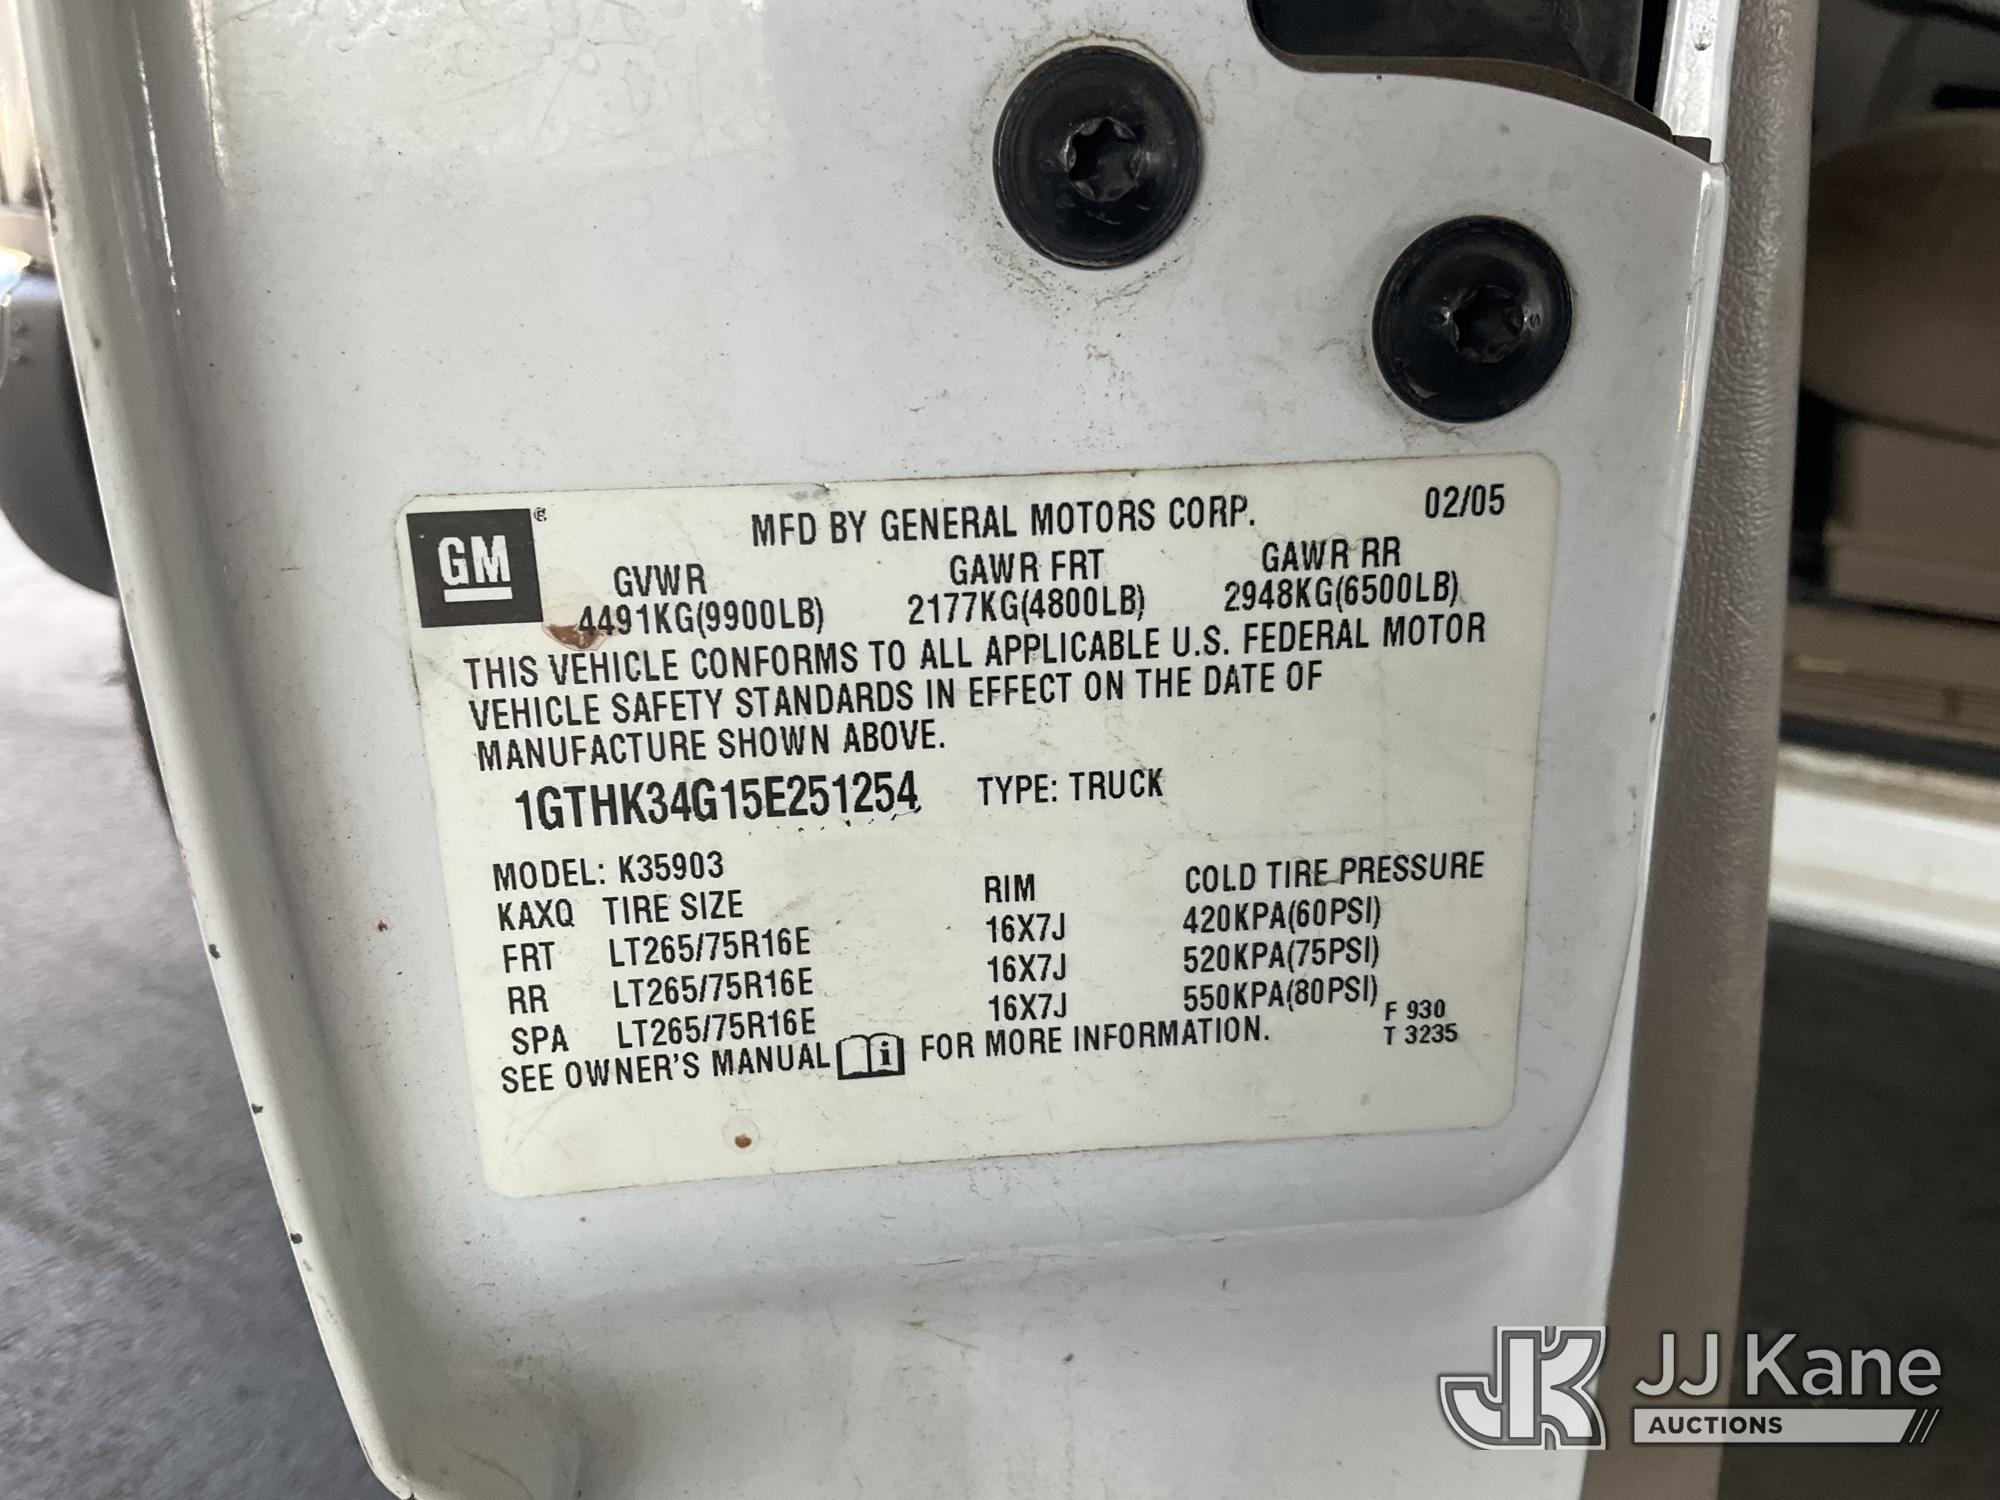 GM
MFD BY GENERAL MOTORS CORP. 02/05
GVWR GAWR FRT GAWR RR
4491KG(9900LB) 2177KG(4800LB) 2948KG(6500LB)
THIS VEHICLE CONFORMS TO ALL APPLICABLE U.S. FEDERAL MOTOR
VEHICLE SAFETY STANDARDS IN EFFECT ON THE DATE OF
MANUFACTURE SHOWN ABOVE.
1GTHK34G15E251254 TYPE: TRUCK
MODEL: K35903
KAXQ TIRE SIZE RIM COLD TIRE PRESSURE
FRT LT265/75R16E 16X7J 420KPA(60PSI)
RR LT265/75R16E 16X7J 520KPA(75PSI)
SPA LT265/75R16E 16X7J 550KPA(80PSI)
SEE OWNER'S MANUAL i FOR MORE INFORMATION.
F 930
T 3235
JK JJ Kane
AUCTIONS